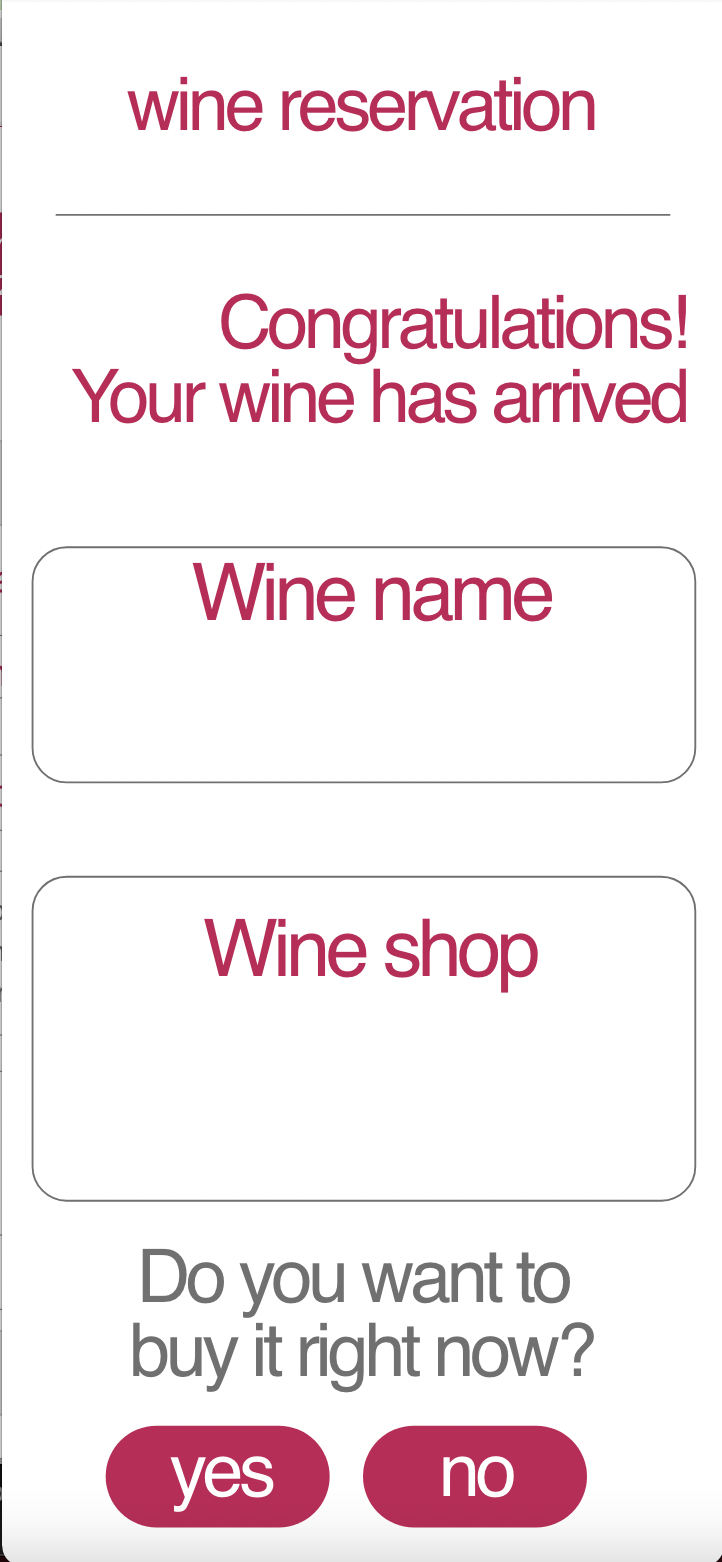 wine reservation
Congratulations!
Your wine has arrived
Wine name
Wine shop
Do you want to
buy it right now?
yes
no